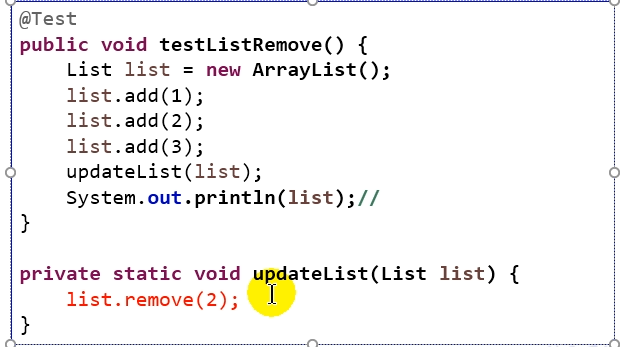 @Test
public void testListRemove() {
List list = new ArrayList();
list.add(1);
list.add(2);
list.add(3);
updateList(list);
System.out.println(list);//
}
private static void updateList(List list) {
list.remove(2);
}